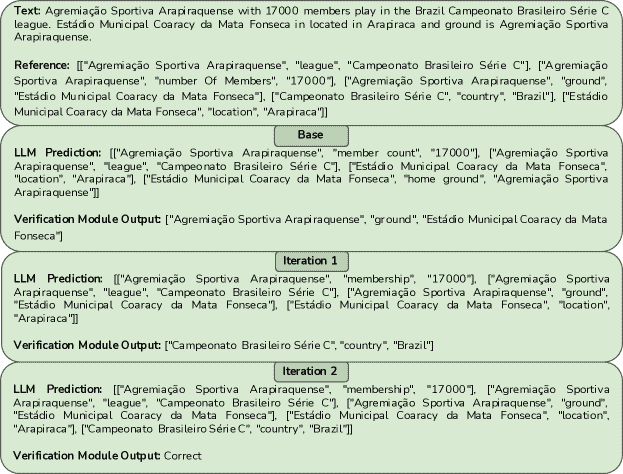 Text: Agremiação Sportiva Arapiraquense with 17000 members play in the Brazil Campeonato Brasileiro Série C
league. Estádio Municipal Coaracy da Mata Fonseca in located in Arapiraca and ground is Agremiação Sportiva
Arapiraquense.
Reference: [["Agremiação Sportiva Arapiraquense", "league", "Campeonato Brasileiro Série C"], ["Agremiação
Sportiva Arapiraquense", "number Of Members", "17000"], ["Agremiação Sportiva Arapiraquense", "ground",
"Estádio Municipal Coaracy da Mata Fonseca"], ["Campeonato Brasileiro Série C", "country", "Brazil"], ["Estádio
Municipal Coaracy da Mata Fonseca", "location", "Arapiraca"]]
Base
LLM Prediction: [["Agremiação Sportiva Arapiraquense", "member count", "17000"], ["Agremiação Sportiva
Arapiraquense", "league", "Campeonato Brasileiro Série C"], ["Estádio Municipal Coaracy da Mata Fonseca",
"location", "Arapiraca"], ["Estádio Municipal Coaracy da Mata Fonseca", "home ground", "Agremiação Sportiva
Arapiraquense"]]
Verification Module Output: ["Agremiação Sportiva Arapiraquense", "ground", "Estádio Municipal Coaracy da Mata
Fonseca"]
Iteration 1
LLM Prediction: [["Agremiação Sportiva Arapiraquense", "membership", "17000"], ["Agremiação Sportiva
Arapiraquense", "league", "Campeonato Brasileiro Série C"], ["Agremiação Sportiva Arapiraquense", "ground",
"Estádio Municipal Coaracy da Mata Fonseca"], ["Estádio Municipal Coaracy da Mata Fonseca", "location",
"Arapiraca"]]
Verification Module Output: ["Campeonato Brasileiro Série C", "country", "Brazil"]
Iteration 2
LLM Prediction: [["Agremiação Sportiva Arapiraquense", "membership", "17000"], ["Agremiação Sportiva
Arapiraquense", "league", "Campeonato Brasileiro Série C"], ["Agremiação Sportiva Arapiraquense", "ground",
"Estádio Municipal Coaracy da Mata Fonseca"], ["Estádio Municipal Coaracy da Mata Fonseca", "location",
"Arapiraca"], ["Campeonato Brasileiro Série C", "country", "Brazil"]]
Verification Module Output: Correct